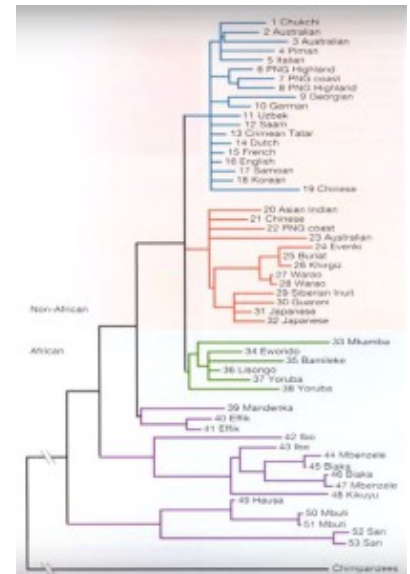 1 Chukchi
2 Australian
3 Australian
4 Piman
5 Italian
6 PNG Highland
7 PNG coast
8 PNG Highland
9 Georgian
10 German
11 Uzbek
12 Saam
13 Crimean Tatar
14 Dutch
15 French
16 English
17 Samoan
18 Korean
19 Chinese
20 Asian Indian
21 Chinese
22 PNG coast
23 Australian
24 Evenki
25 Buriat
26 Khirgiz
27 Warao
28 Warao
29 Siberian Inuit
30 Guarani
31 Japanese
32 Japanese
Non-African
African
33 Mkamba
34 Ewondo
35 Bamileke
36 Lisongo
37 Yoruba
38 Yoruba
39 Mandenka
40 Effik
41 Effik
42 Ibo
43 Ibo
44 Mbenzele
45 Biaka
46 Biaka
47 Mbenzele
48 Kikuyu
49 Hausa
50 Mbuti
51 Mbuti
52 San
53 San
Chimpanzees